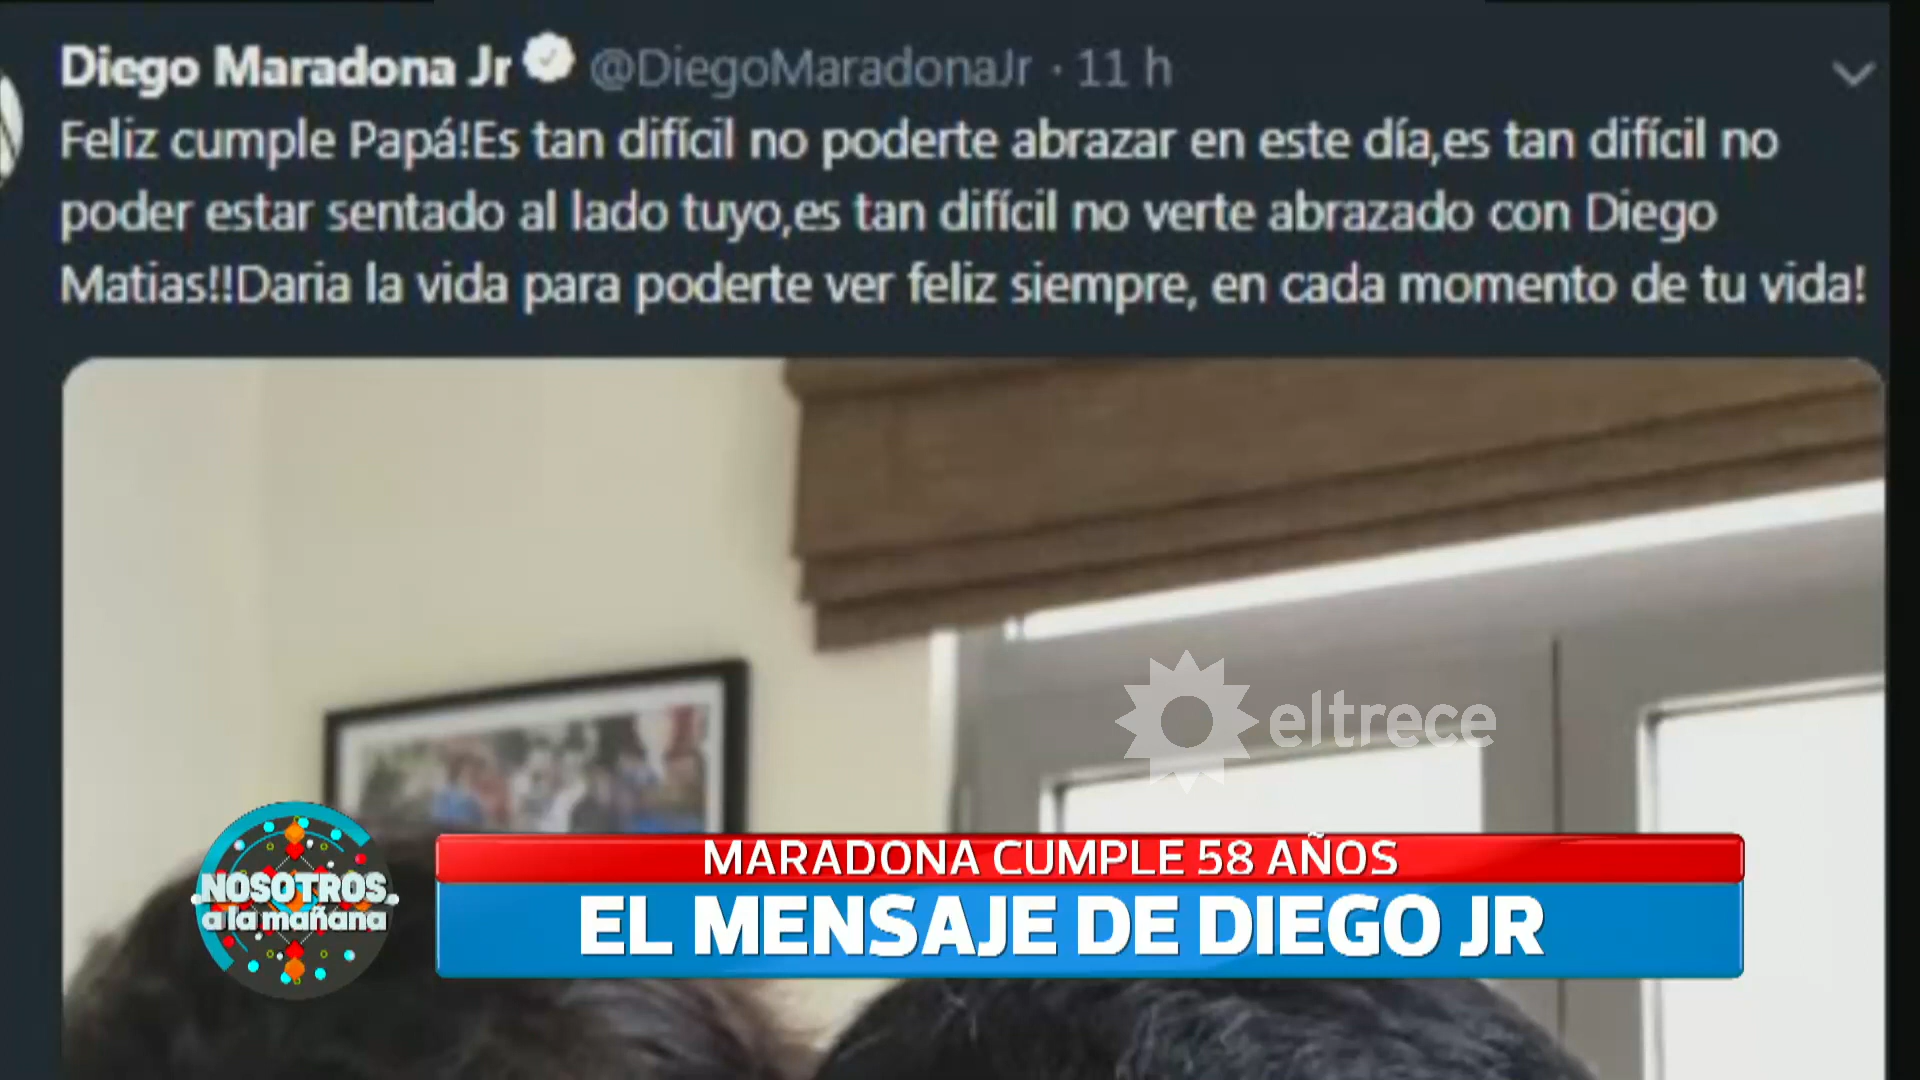 Diego Maradona Jr @DiegoMaradonaJr · 11 h
Feliz cumple Papá!Es tan difícil no poderte abrazar en este día,es tan difícil no
poder estar sentado al lado tuyo,es tan difícil no verte abrazado con Diego
Matias!!Daria la vida para poderte ver feliz siempre, en cada momento de tu vida!
eltrece
NOSOTROS
a la mañana
MARADONA CUMPLE 58 AÑOS
EL MENSAJE DE DIEGO JR